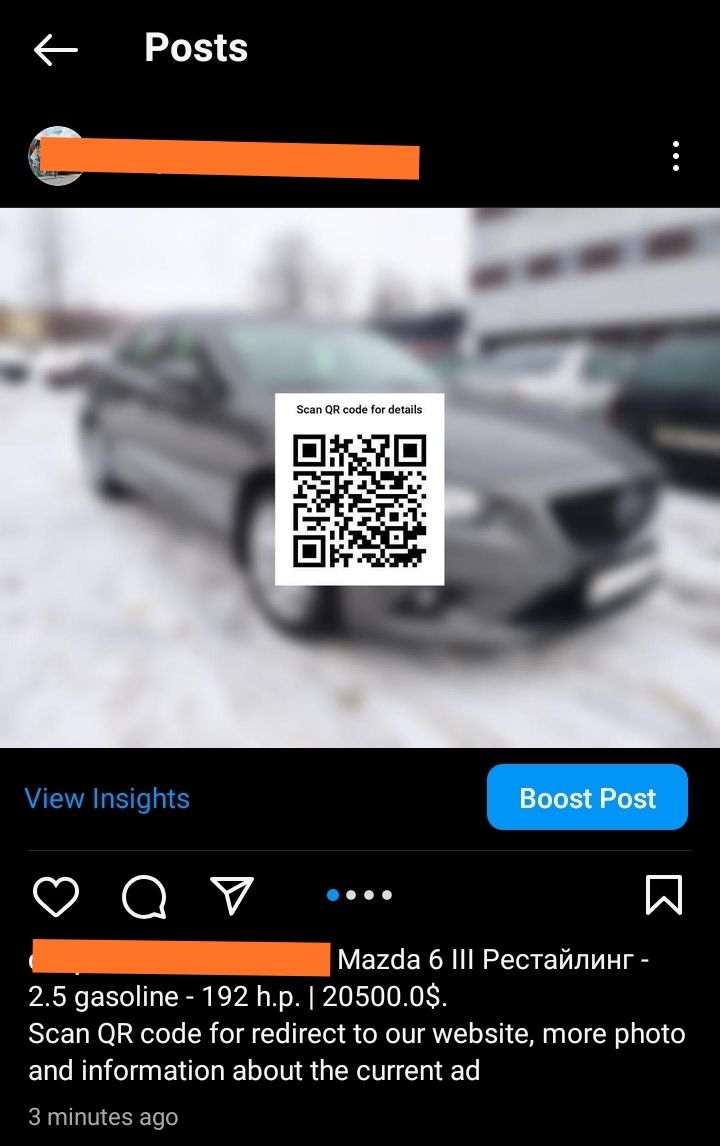 Posts
Scan QR code for details
View Insights
Boost Post
Mazda 6 III Рестайлинг -
2.5 gasoline - 192 h.p. | 20500.0$.
Scan QR code for redirect to our website, more photo
and information about the current ad
3 minutes ago